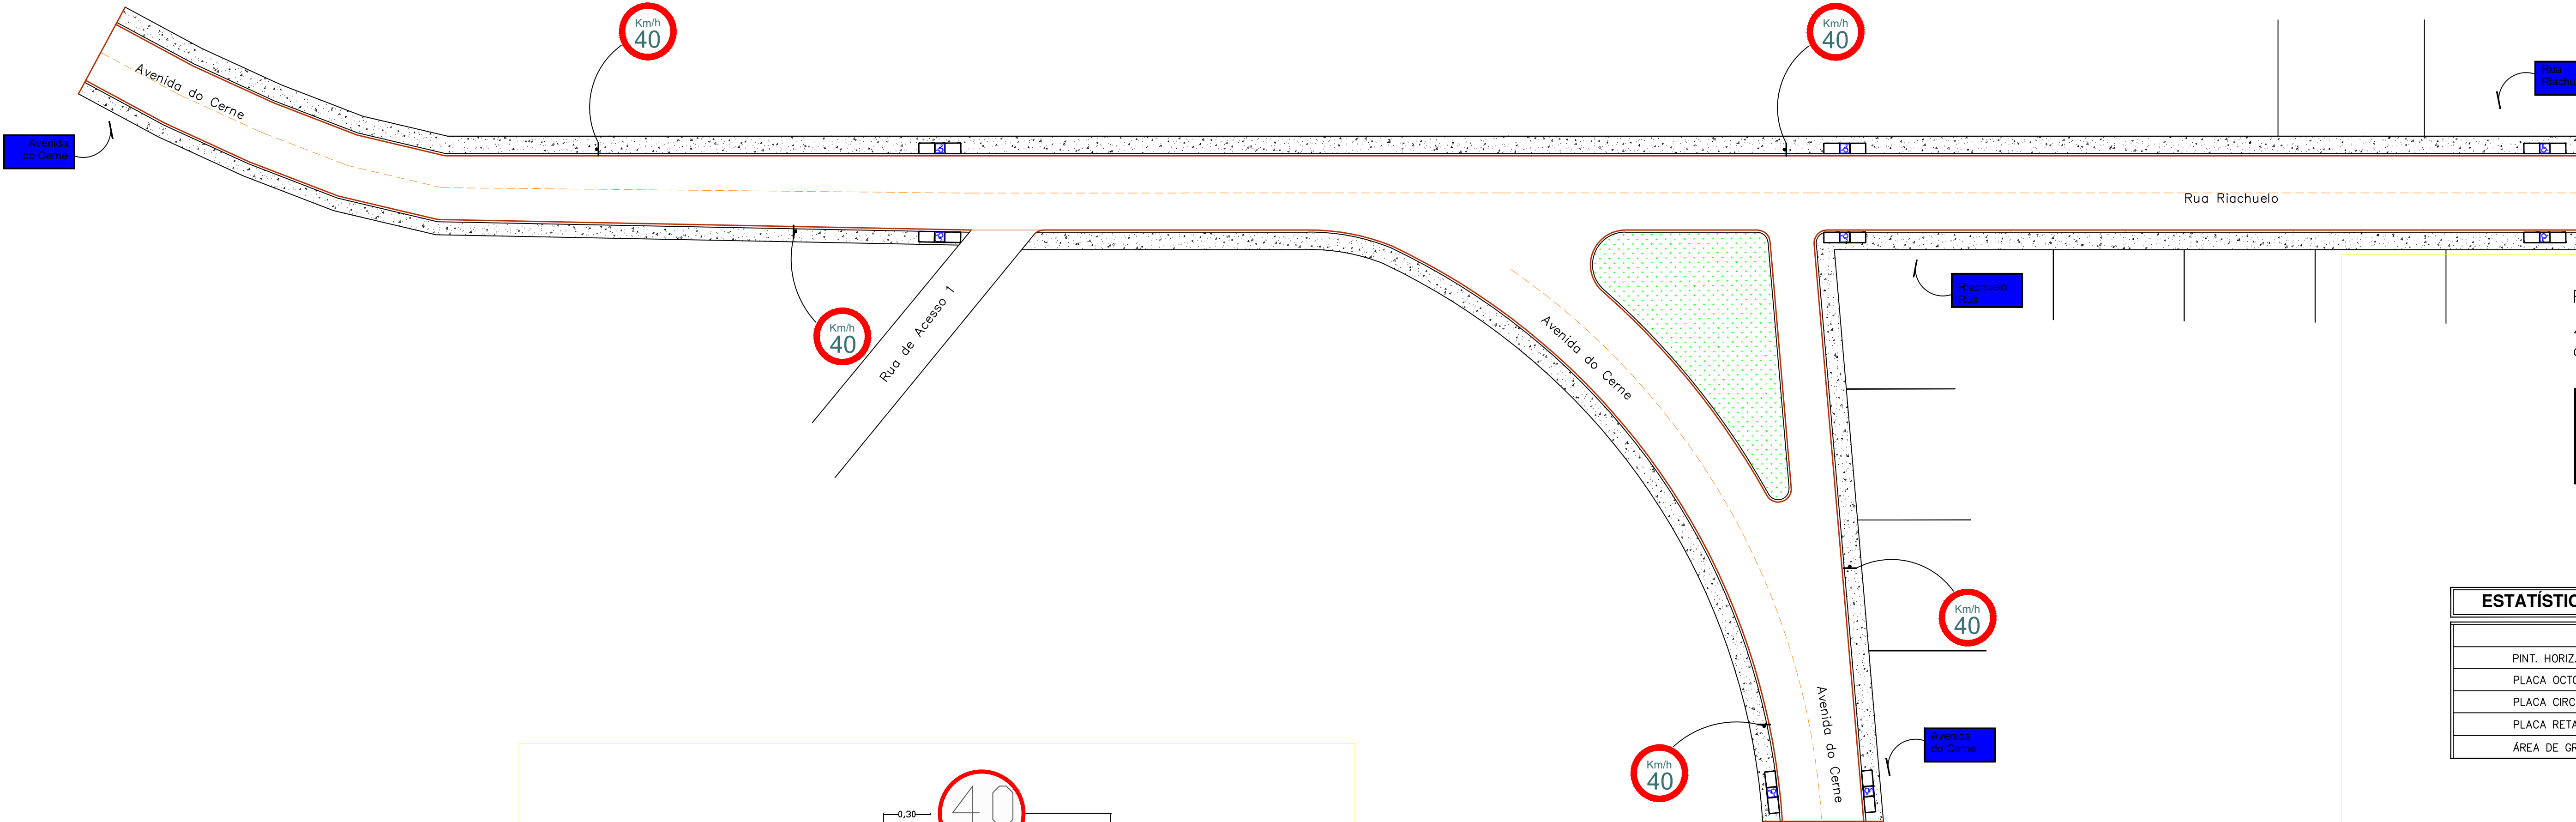 Km/h
40
Km/h
40
Rua
Avenida do Cerne
Avenida
do Cerne
Rua Riachuelo
Riachuelo
Rua
Rua de Acesso 1
Km/h
40
Avenida do Cerne
Km/h
40
ESTATÍSTIC
PINT. HORIZ.
PLACA OCTO
PLACA CIRC
PLACA RETA
ÁREA DE GR
Avenida do Cerne
Avenida
do Cerne
Km/h
40
40
0,30